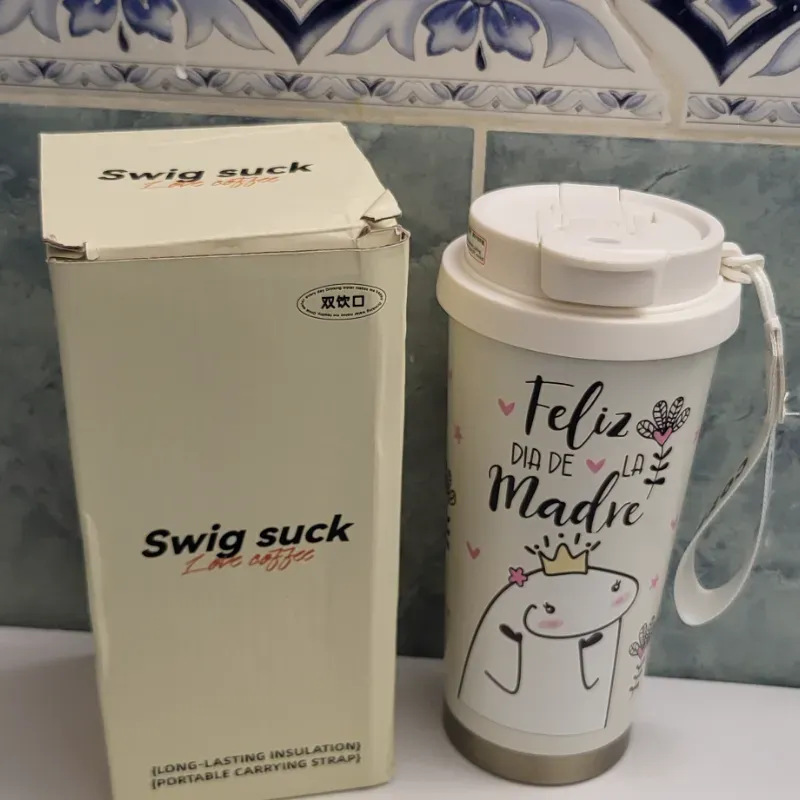 Swig suck
Love coffee
双饮口
Swig suck
Love coffee
{LONG-LASTING INSULATION}
{PORTABLE CARRYING STRAP}
Feliz
DIA DE LA
Madre